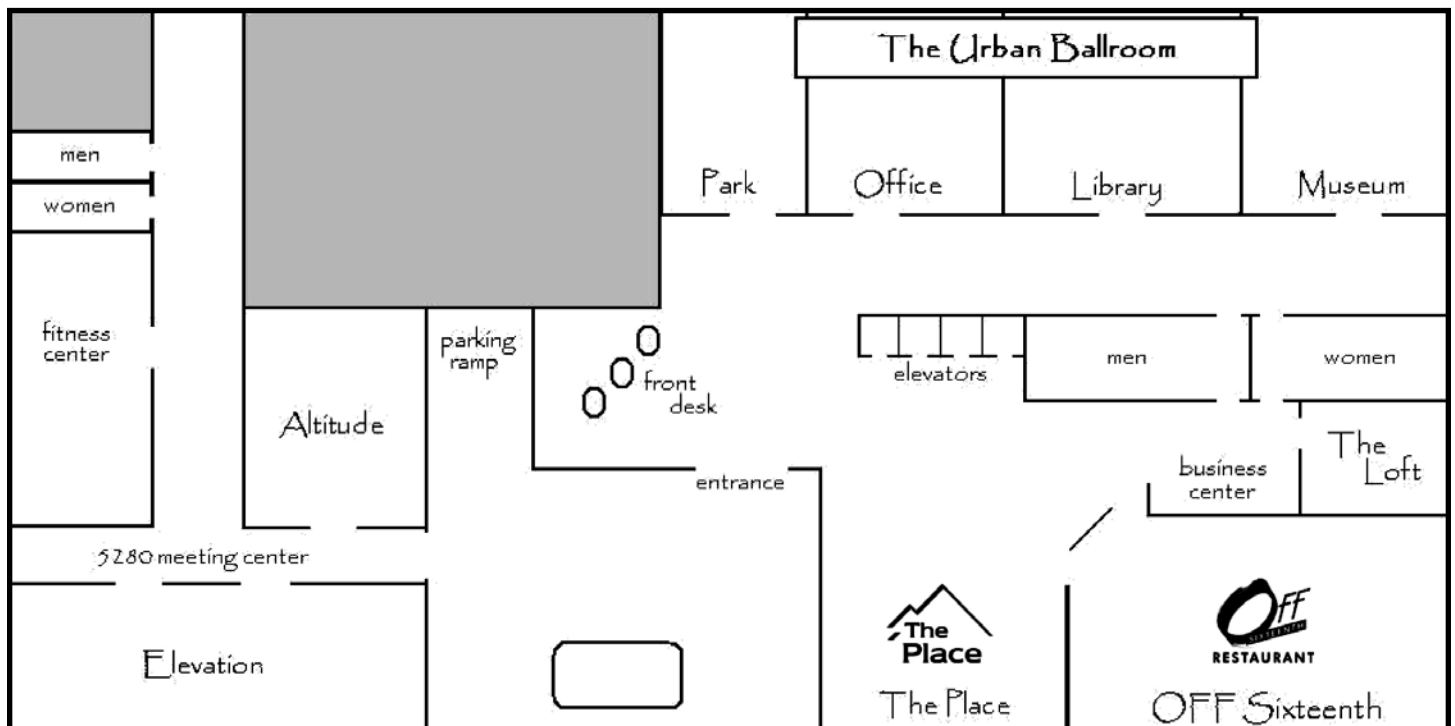 The Urban Ballroom
men
women
Park
Office
Library
Museum
fitness
center
parking
ramp
front
desk
elevators
men
women
Altitude
entrance
business
center
The
Loft
5280 meeting center
Elevation
The
Place
The Place
OFF
SIXTEENTH
RESTAURANT
OFF Sixteenth